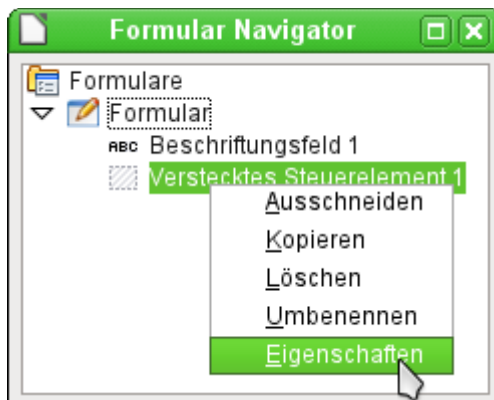 Formular Navigator
Formulare
Formular
ABC Beschriftungsfeld 1
Verstecktes Steuerelement 1
Ausschneiden
Kopieren
Löschen
Umbenennen
Eigenschaften